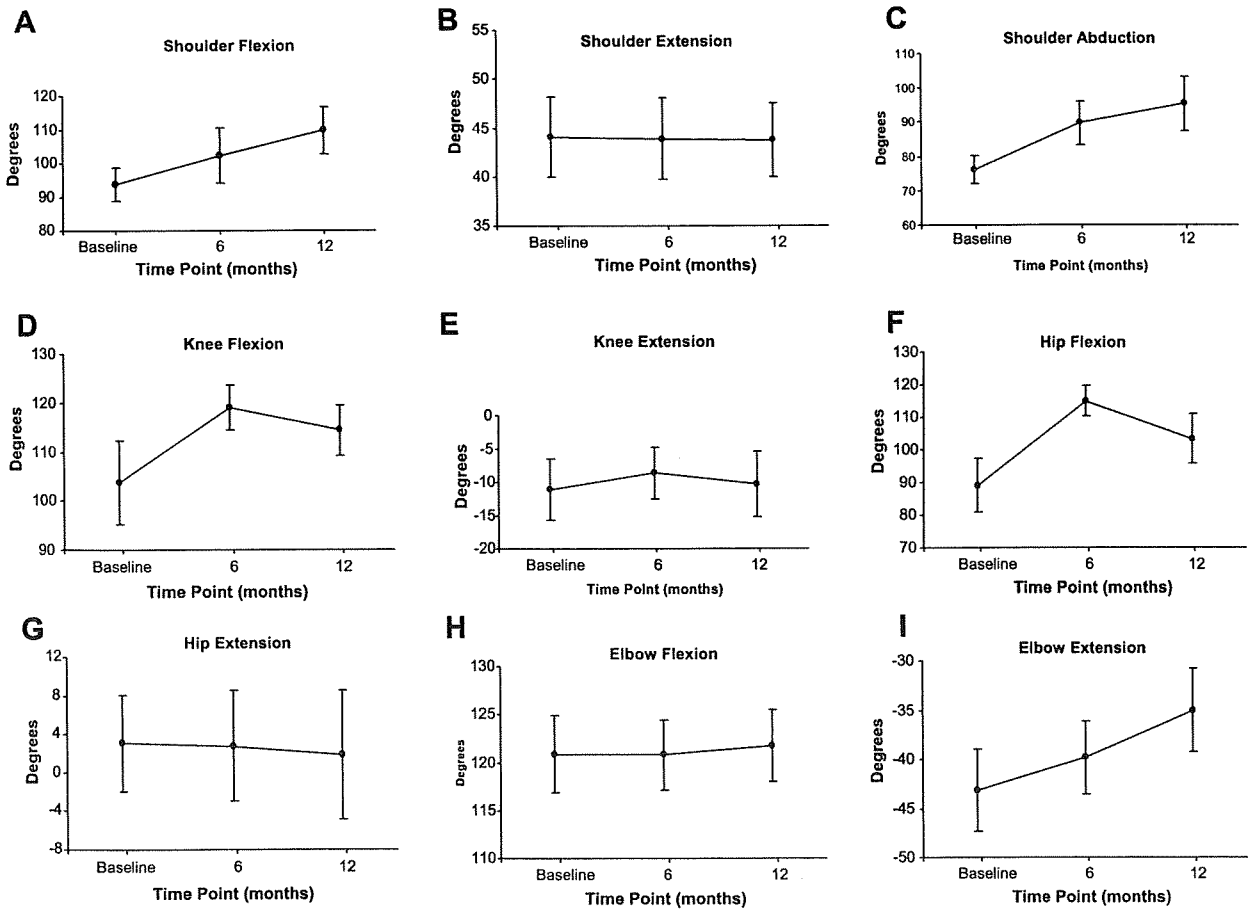 A
Shoulder Flexion
Degrees
120
110
100
90
80
Baseline
6
12
Time Point (months)
B
Shoulder Extension
Degrees
55
50
45
40
35
Baseline
6
12
Time Point (months)
C
Shoulder Abduction
Degrees
110
100
90
80
70
60
Baseline
6
12
Time Point (months)
D
Knee Flexion
Degrees
130
120
110
100
90
Baseline
6
12
Time Point (months)
E
Knee Extension
Degrees
0
-5
-10
-15
-20
Baseline
6
12
Time Point (months)
F
Hip Flexion
Degrees
130
120
110
100
90
80
70
Baseline
6
12
Time Point (months)
G
Hip Extension
Degrees
12
8
4
0
-4
-8
Baseline
6
12
Time Point (months)
H
Elbow Flexion
Degrees
130
125
120
115
110
Baseline
6
12
Time Point (months)
I
Elbow Extension
Degrees
-30
-35
-40
-45
-50
Baseline
6
12
Time Point (months)